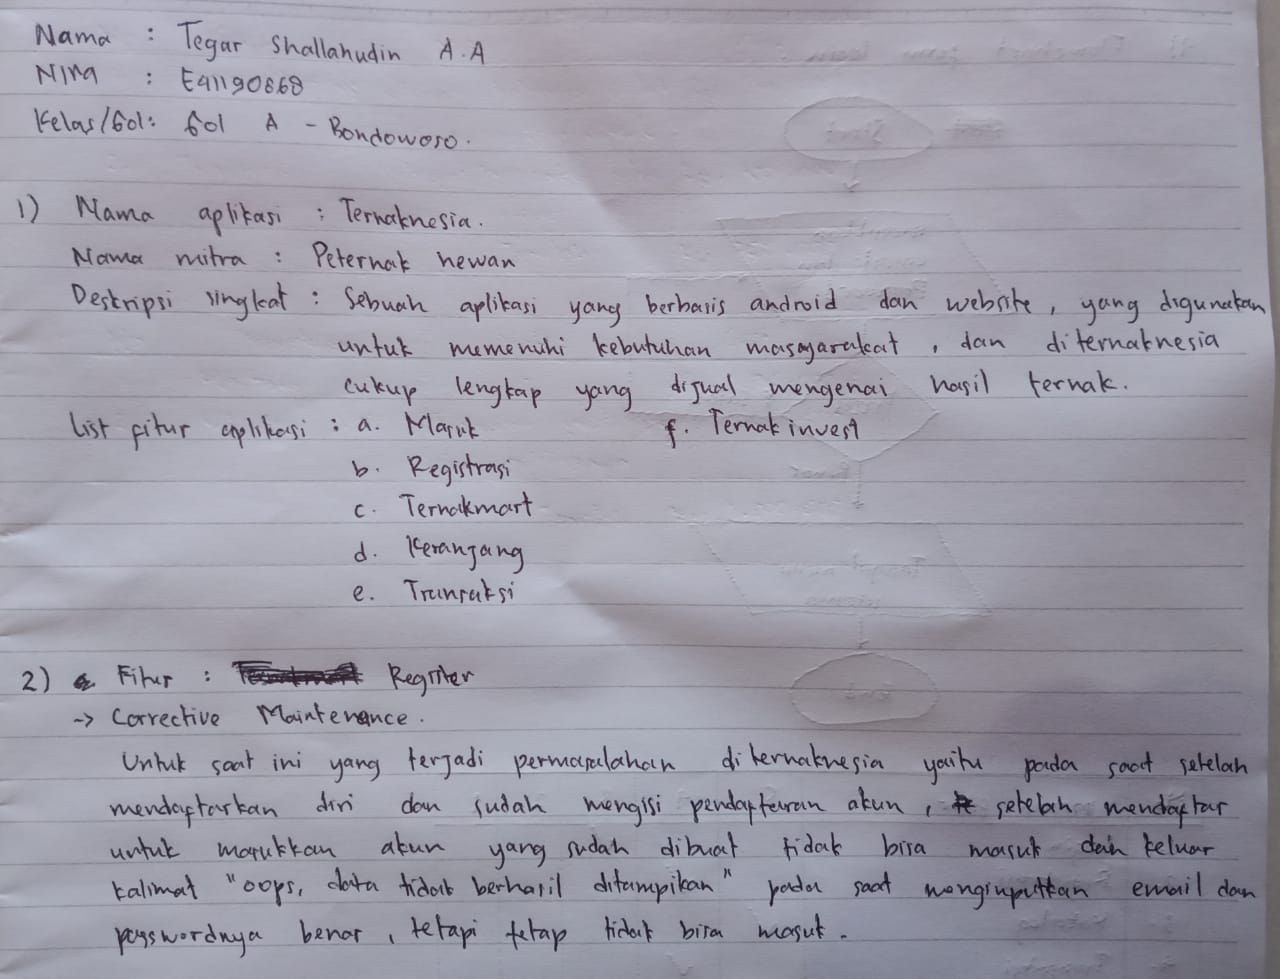 Nama : Tegar Shallahudin A.A
NIM : E41190868
Kelas/Gol: Gol A - Bondowoso.
1) Nama aplikasi : Ternaknesia.
Nama mitra : Peternak hewan
Deskripsi singkat : Sebuah aplikasi yang berbasis android dan website, yang digunakan
untuk memenuhi kebutuhan masyarakat, dan diternaknesia
cukup lengkap yang dijual mengenai hasil ternak.
List fitur aplikasi : a. Masuk f. Ternak invest
b. Registrasi
c. Ternakmart
d. Keranjang
e. Transaksi
2) Fitur : Register
-> Corrective Maintenance.
Untuk saat ini yang terjadi permasalahan diternaknesia yaitu pada saat setelah
mendaftarkan diri dan sudah mengisi pendaftaran akun, setelah mendaftar
untuk masukkan akun yang sudah dibuat tidak bisa masuk dan keluar
kalimat "oops, data tidak berhasil ditampikan" pada saat menginputkan email dan
passwordnya benar, tetapi tetap tidak bisa masuk.